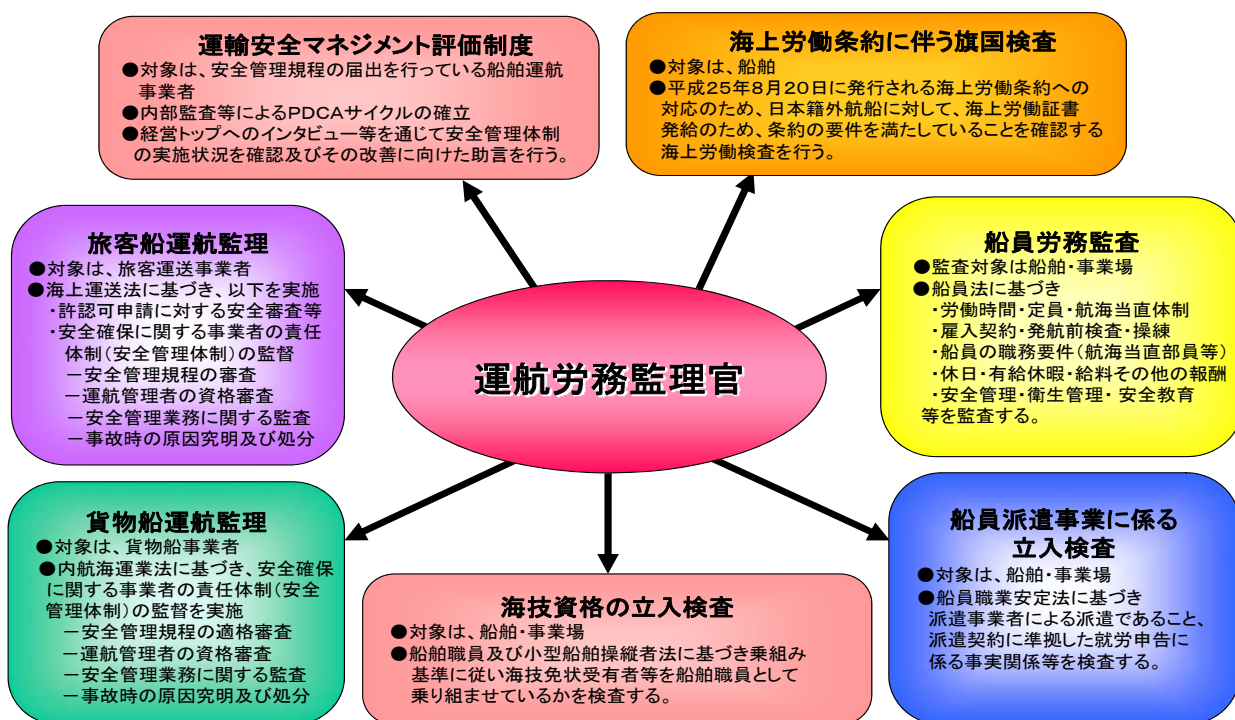 運輸安全マネジメント評価制度
●対象は、安全管理規程の届出を行っている船舶運航
事業者
●内部監査等によるPDCAサイクルの確立
●経営トップへのインタビュー等を通じて安全管理体制
の実施状況を確認及びその改善に向けた助言を行う。
海上労働条約に伴う旗国検査
●対象は、船舶
●平成25年8月20日に発行される海上労働条約への
対応のため、日本籍外航船に対して、海上労働証書
発給のため、条約の要件を満たしていることを確認する
海上労働検査を行う。
旅客船運航監理
●対象は、旅客運送事業者
●海上運送法に基づき、以下を実施
・許認可申請に対する安全審査等
・安全確保に関する事業者の責任
体制(安全管理体制)の監督
－安全管理規程の審査
－運航管理者の資格審査
－安全管理業務に関する監査
－事故時の原因究明及び処分
船員労務監査
●監査対象は船舶・事業場
●船員法に基づき
・労働時間・定員・航海当直体制
・雇入契約・発航前検査・操練
・船員の職務要件(航海当直部員等)
・休日・有給休暇・給料その他の報酬
・安全管理・衛生管理・ 安全教育
等を監査する。
運航労務監理官
貨物船運航監理
●対象は、貨物船事業者
●内航海運業法に基づき、安全確保
に関する事業者の責任体制(安全
管理体制)の監督を実施
－安全管理規程の適格審査
－運航管理者の資格審査
－安全管理業務に関する監査
－事故時の原因究明及び処分
海技資格の立入検査
●対象は、船舶・事業場
●船舶職員及び小型船舶操縦者法に基づき乗組み
基準に従い海技免状受有者等を船舶職員として
乗り組ませているかを検査する。
船員派遣事業に係る
立入検査
●対象は、船舶・事業場
●船員職業安定法に基づき
派遣事業者による派遣であること、
派遣契約に準拠した就労申告に
係る事実関係等を検査する。